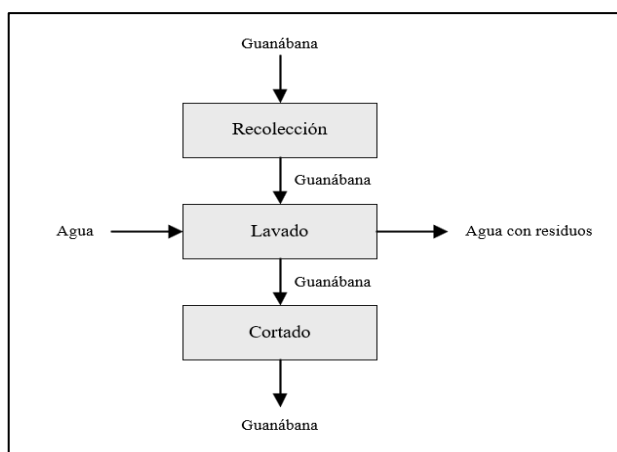 Guanábana
Recolección
Guanábana
Agua
Lavado
Agua con residuos
Guanábana
Cortado
Guanábana